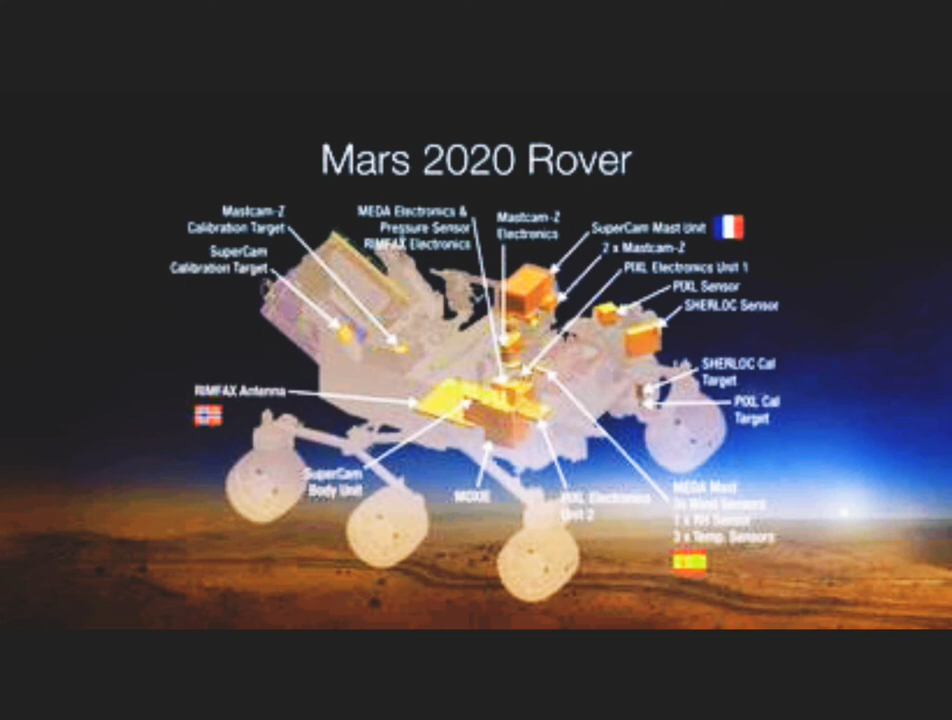 Mars 2020 Rover
Mastcam-Z
Calibration Target
SuperCam
Calibration Target
MEDA Electronics &
Pressure Sensor
RIMFAX Electronics
Mastcam-Z
Electronics
SuperCam Mast Unit
2 x Mastcam-Z
PIXL Electronics Unit 1
PIXL Sensor
SHERLOC Sensor
SHERLOC Cal
Target
PIXL Cal
Target
RIMFAX Antenna
SuperCam
Body Unit
MOXIE
PIXL Electronics
Unit 2
MEDA Mast
Wind Sensors
1 x RH Sensor
3 x Temp. Sensors